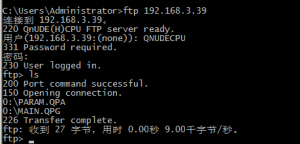 C:\Users\Administrator>ftp 192.168.3.39
连接到 192.168.3.39。
220 QnUDE(H)CPU FTP server ready.
用户(192.168.3.39:(none)): QNUDECPU
331 Password required.
密码:
230 User logged in.
ftp> ls
200 Port command successful.
150 Opening connection.
0:\PARAM.QPA
0:\MAIN.QPG
226 Transfer complete.
ftp: 收到 27 字节，用时 0.00秒 9.00千字节/秒。
ftp>